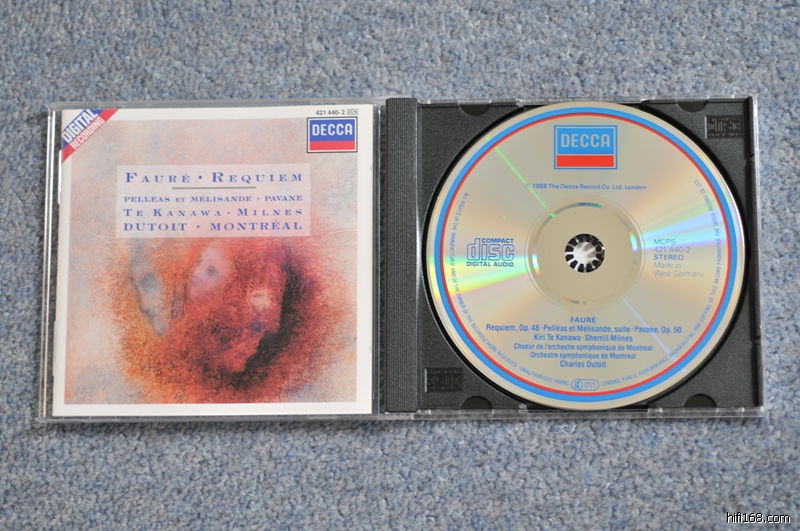 DIGITAL
RECORDING
421 440-2
DECCA
FAURÉ · REQUIEM
PELLÉAS ET MÉLISANDE · PAVANE
TE KANAWA · MILNES
DUTOIT · MONTRÉAL
DECCA
℗ 1988 The Decca Record Co. Ltd. London
COMPACT
disc
DIGITAL AUDIO
MCPS
421 440-2
STEREO
Made in
West Germany
FAURÉ
Requiem, Op. 48 · Pelléas et Mélisande, suite · Pavane, Op. 50
Kiri Te Kanawa · Sherrill Milnes
Choeur de l'orchestre symphonique de Montréal
Orchestre symphonique de Montréal
Charles Dutoit
hifi168.com